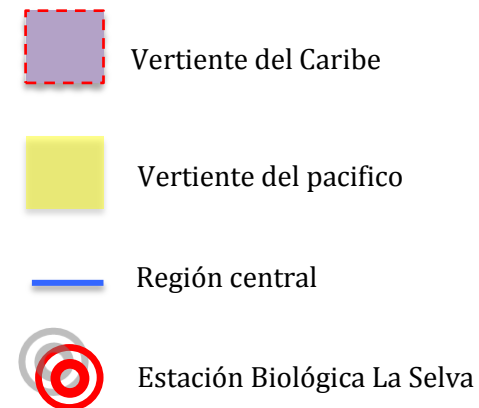 Vertiente del Caribe
Vertiente del pacifico
Región central
Estación Biológica La Selva